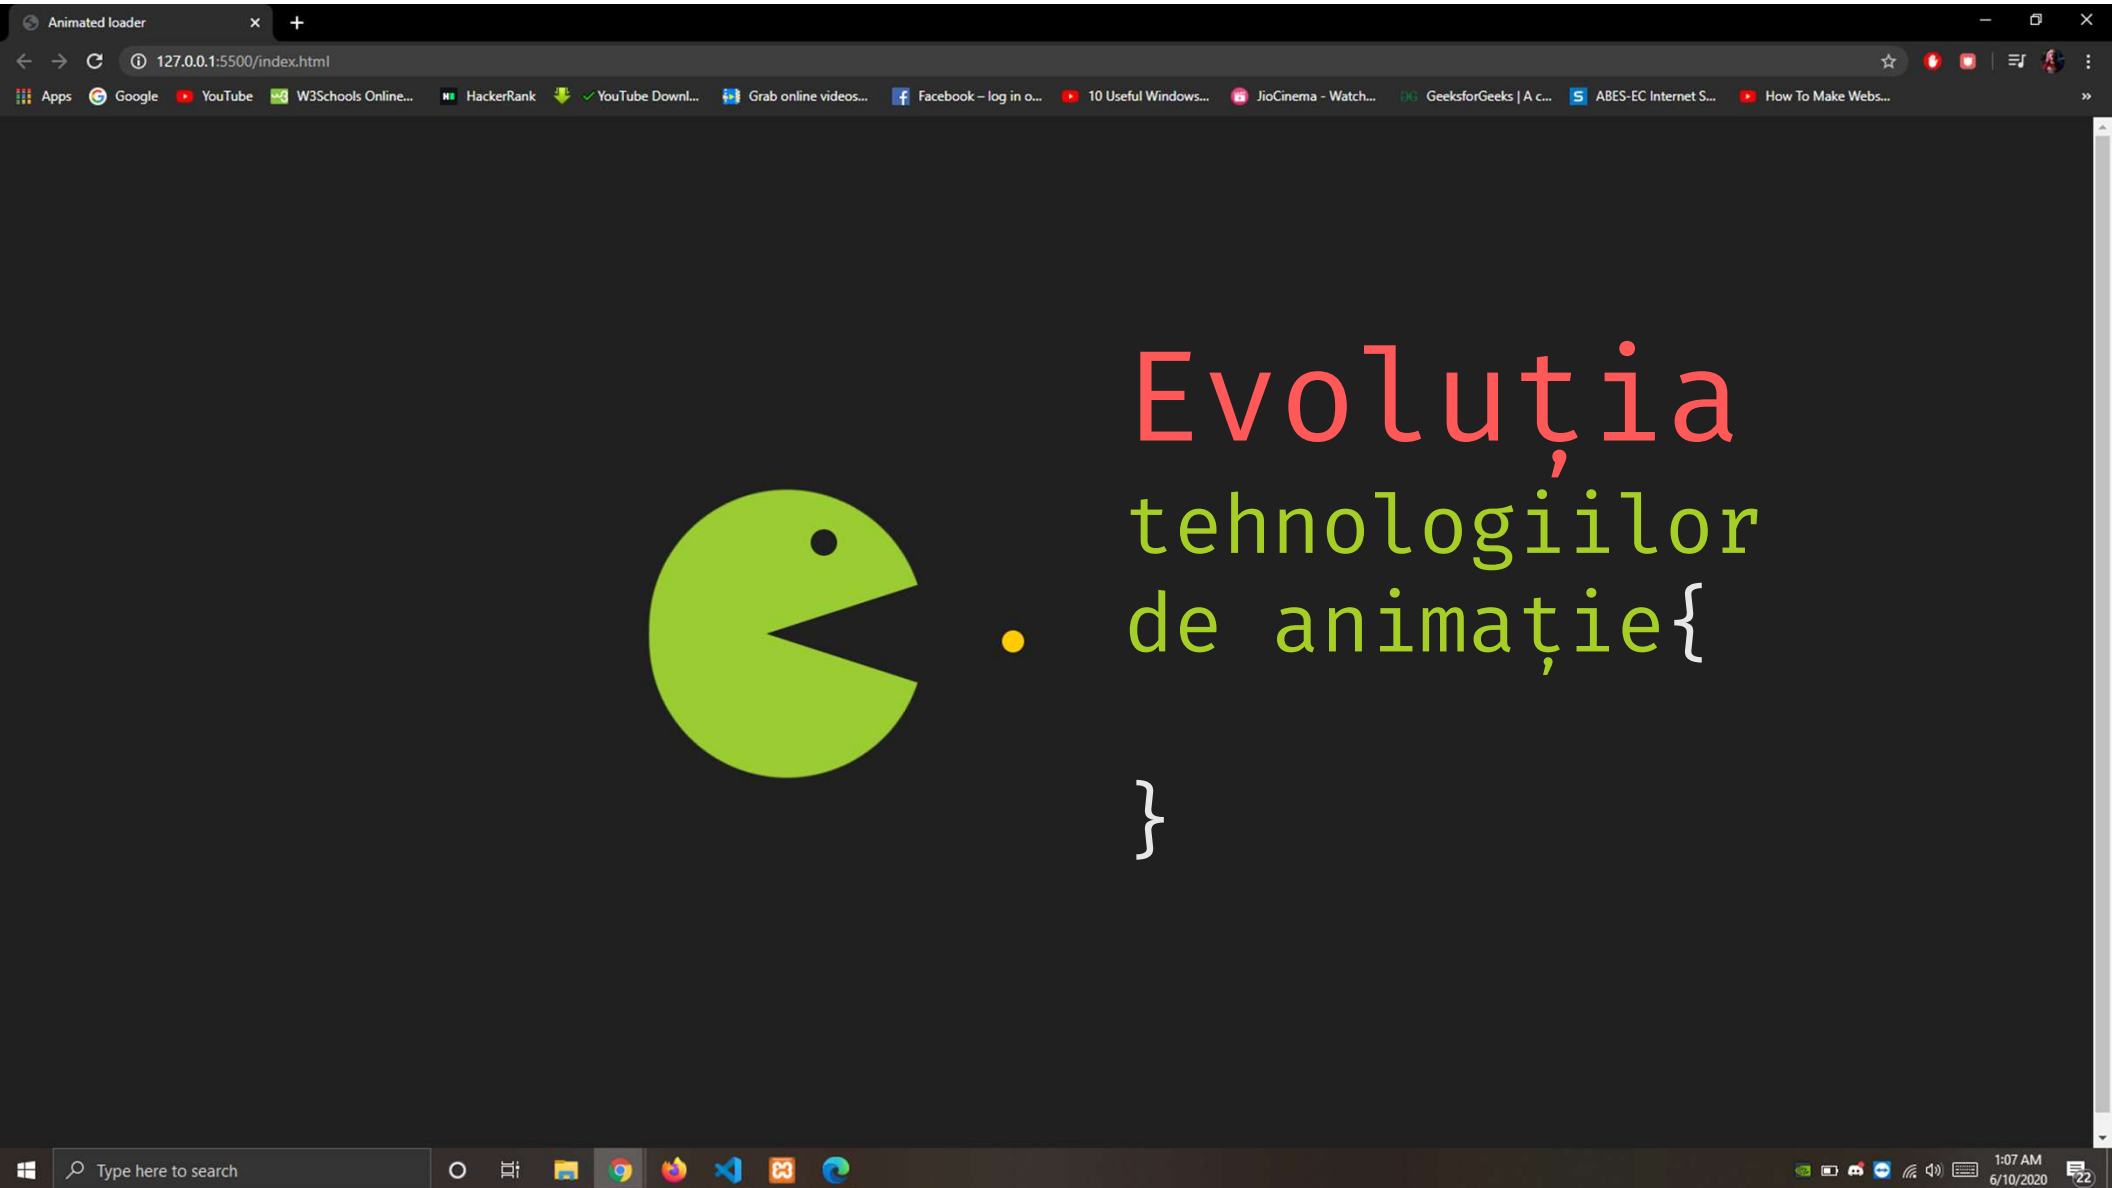 Animated loader
127.0.0.1:5500/index.html
Apps Google YouTube W3Schools Online... HackerRank YouTube Downl... Grab online videos... Facebook – log in o... 10 Useful Windows... JioCinema - Watch... GeeksforGeeks | A c... ABES-EC Internet S... How To Make Webs... »
Evoluția
tehnologiilor
de animație{
}
Type here to search
1:07 AM
6/10/2020
22